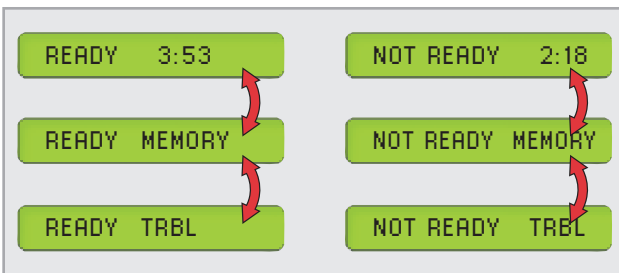 READY 3:53
NOT READY 2:18
READY MEMORY
NOT READY MEMORY
READY TRBL
NOT READY TRBL